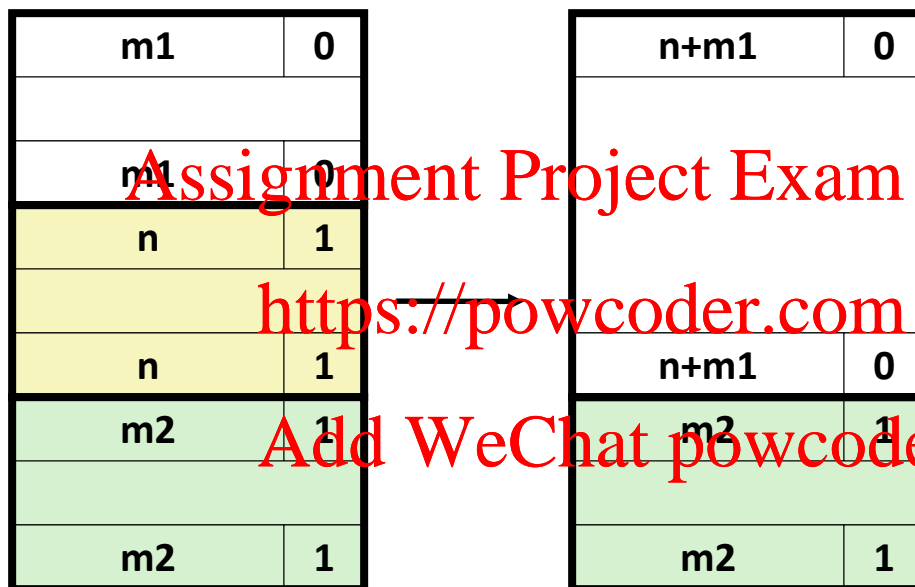 m1 0 n+m1 0
m1 0
Assignment Project Exam
n 1
https://powcoder.com
n 1 n+m1 0
m2 1 m2 1
Add WeChat powcode
m2 1 m2 1